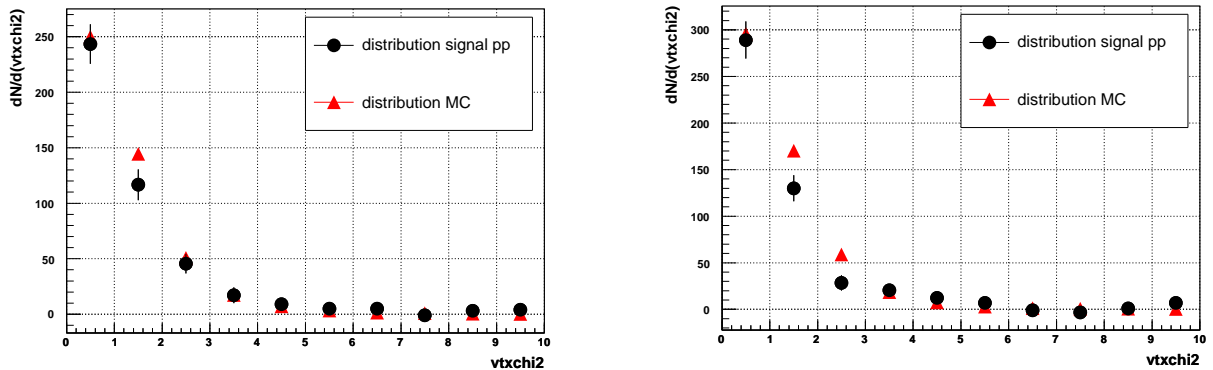 dN/d(vtxchi2)
250
200
150
100
50
0
distribution signal pp
distribution MC
0 1 2 3 4 5 6 7 8 9 10
vtxchi2
dN/d(vtxchi2)
300
250
200
150
100
50
0
distribution signal pp
distribution MC
0 1 2 3 4 5 6 7 8 9 10
vtxchi2